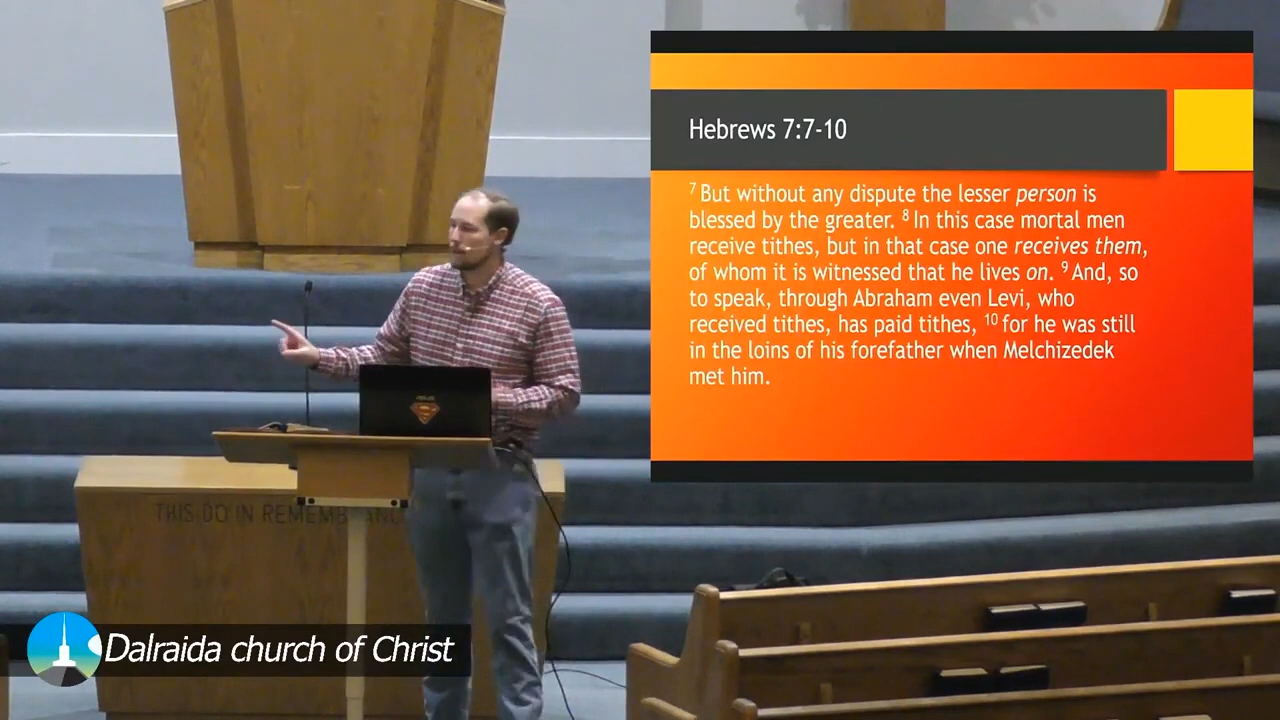 Hebrews 7:7-10
7 But without any dispute the lesser person is
blessed by the greater. 8 In this case mortal men
receive tithes, but in that case one receives them,
of whom it is witnessed that he lives on. 9 And, so
to speak, through Abraham even Levi, who
received tithes, has paid tithes, 10 for he was still
in the loins of his forefather when Melchizedek
met him.
THIS DO IN REMEMBRANC
Dalraida church of Christ